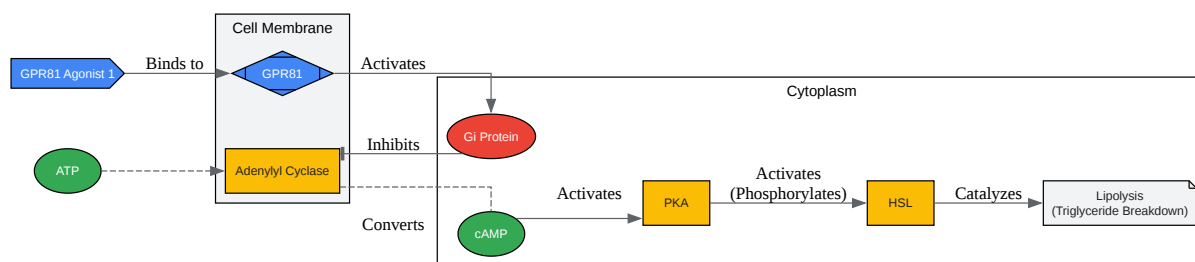 Cell Membrane
GPR81 Agonist 1
Binds to
GPR81
Activates
Cytoplasm
Gi Protein
Inhibits
ATP
Adenylyl Cyclase
Converts
cAMP
Activates
PKA
Activates
(Phosphorylates)
HSL
Catalyzes
Lipolysis
(Triglyceride Breakdown)